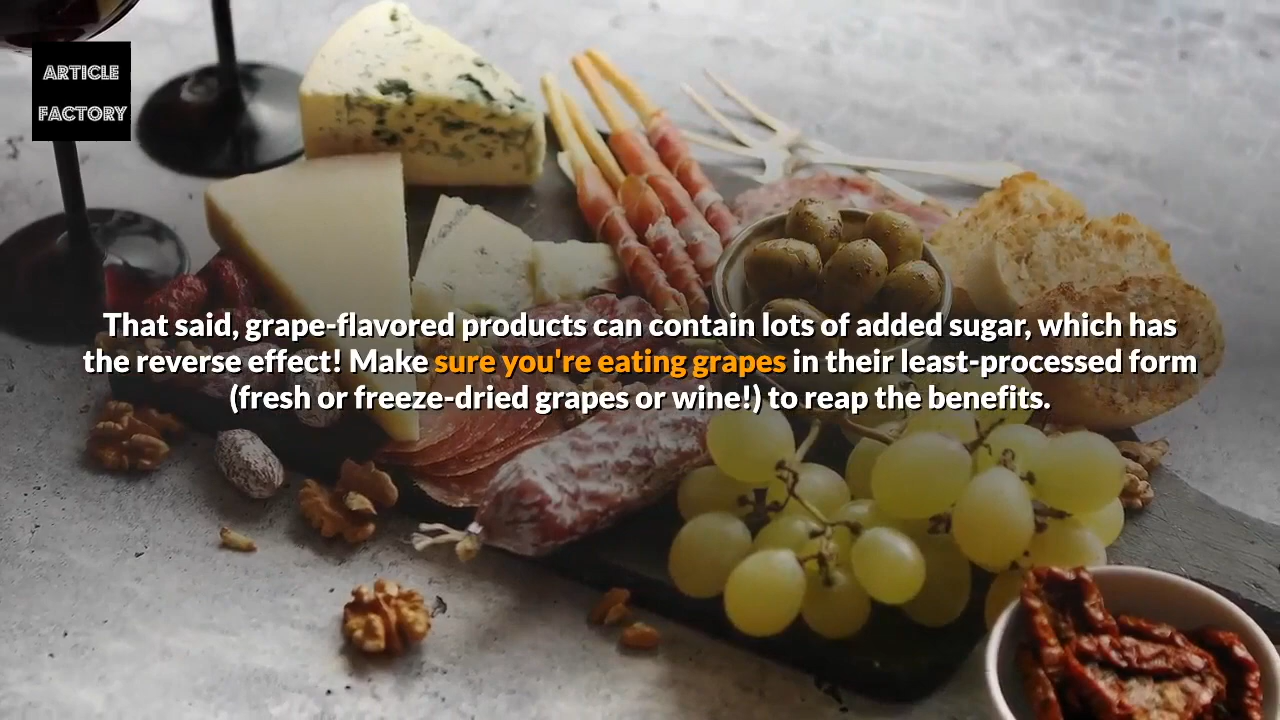 ARTICLE
FACTORY
That said, grape-flavored products can contain lots of added sugar, which has
the reverse effect! Make sure you're eating grapes in their least-processed form
(fresh or freeze-dried grapes or wine!) to reap the benefits.